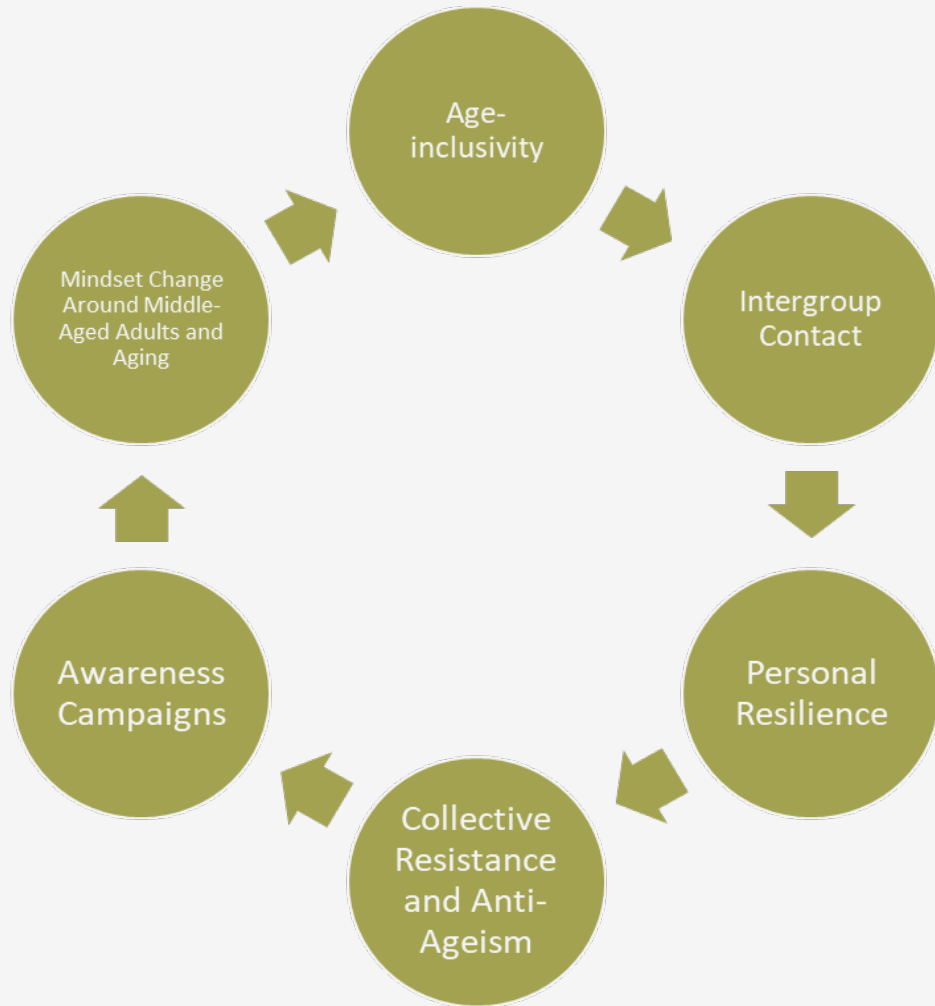 Age-
inclusivity
Intergroup
Contact
Personal
Resilience
Collective
Resistance
and Anti-
Ageism
Awareness
Campaigns
Mindset Change
Around Middle-
Aged Adults and
Aging